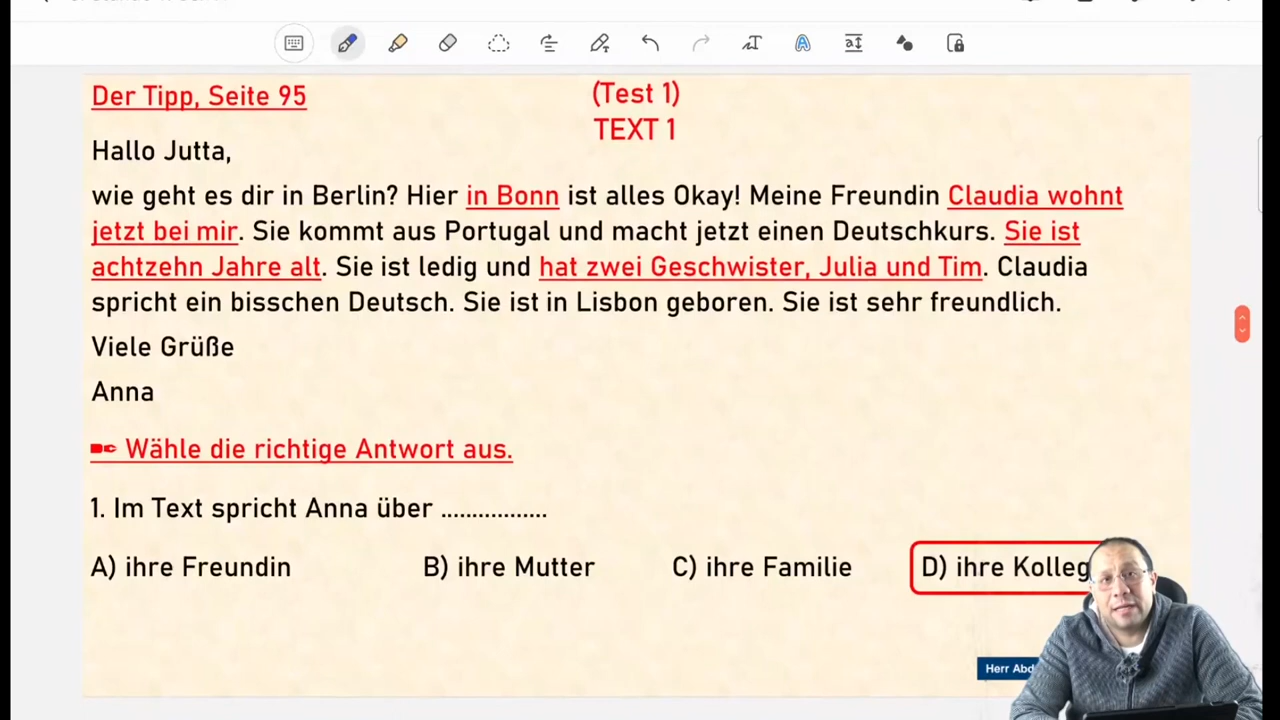 Der Tipp, Seite 95
(Test 1)
TEXT 1
Hallo Jutta,
wie geht es dir in Berlin? Hier in Bonn ist alles Okay! Meine Freundin Claudia wohnt
jetzt bei mir. Sie kommt aus Portugal und macht jetzt einen Deutschkurs. Sie ist
achtzehn Jahre alt. Sie ist ledig und hat zwei Geschwister, Julia und Tim. Claudia
spricht ein bisschen Deutsch. Sie ist in Lisbon geboren. Sie ist sehr freundlich.
Viele Grüße
Anna
Wähle die richtige Antwort aus.
1. Im Text spricht Anna über .................
A) ihre Freundin B) ihre Mutter C) ihre Familie D) ihre
Herr